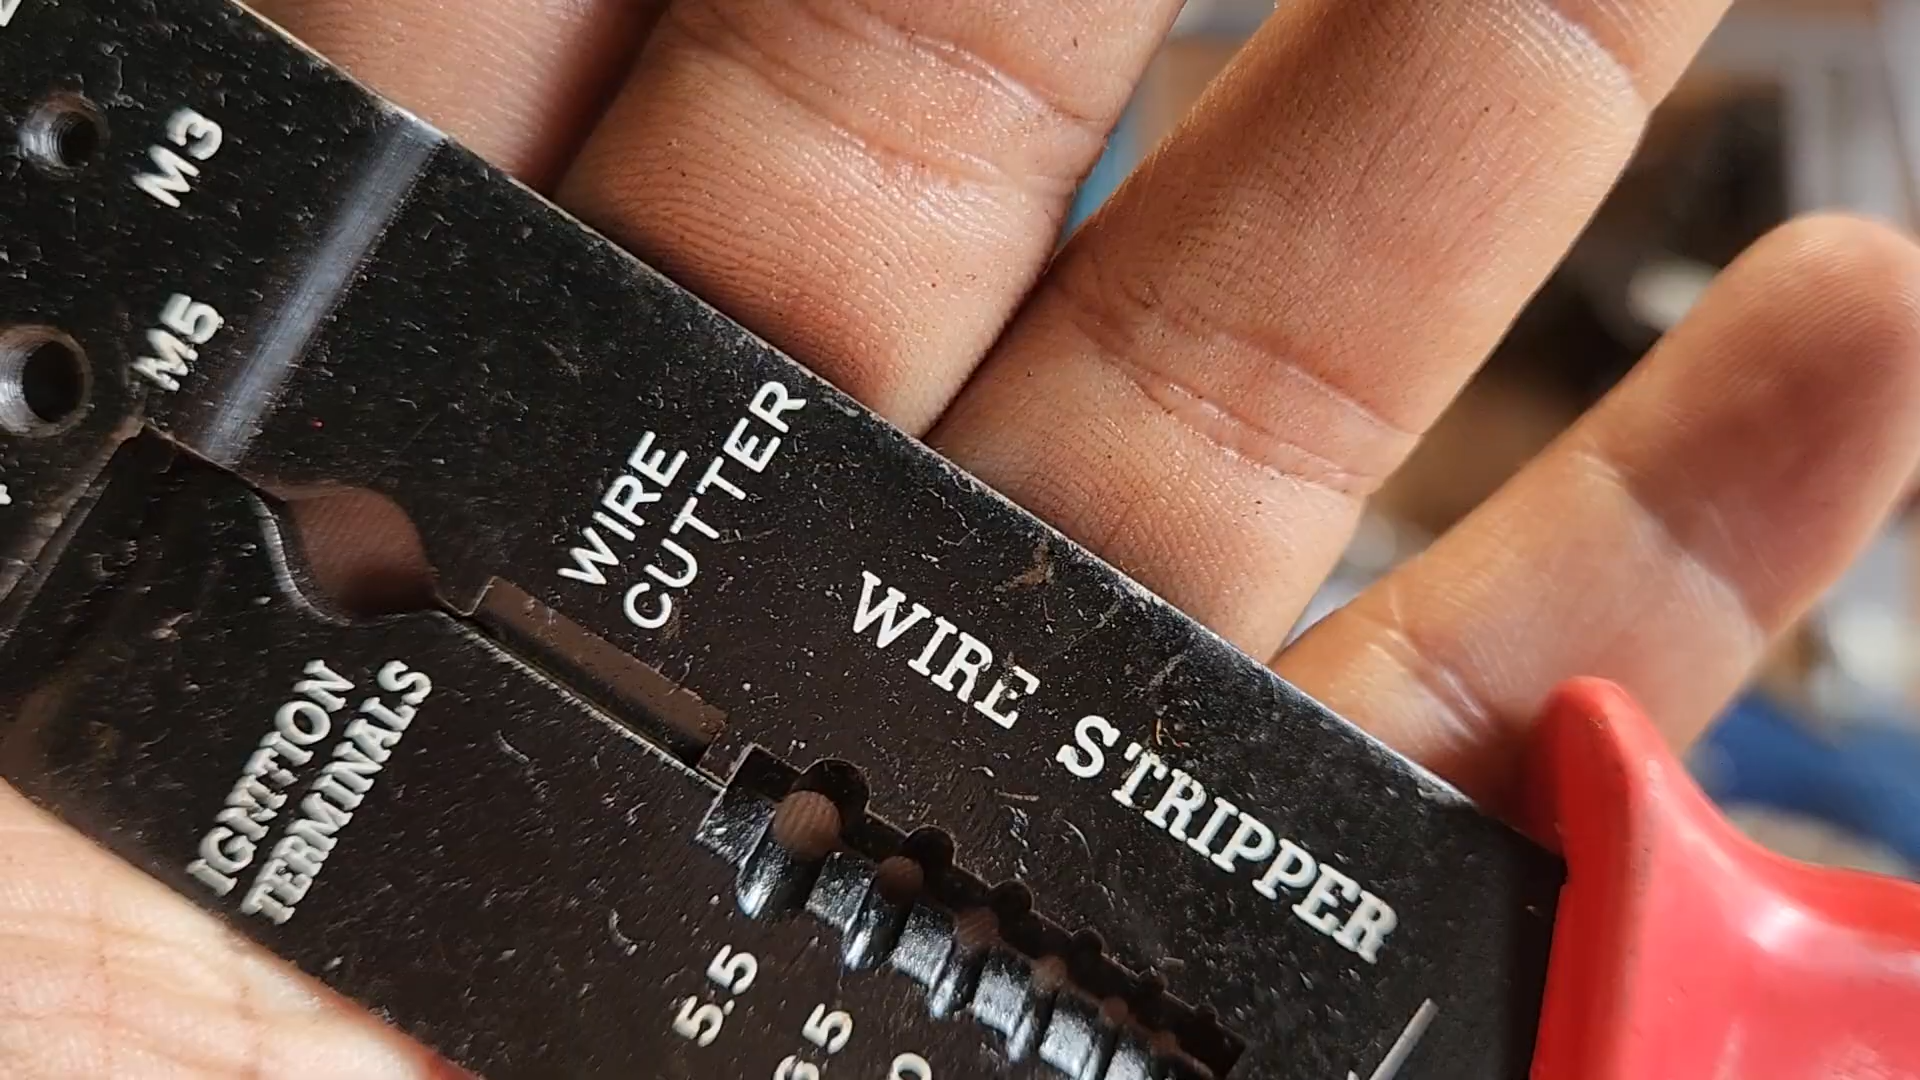 M3
M5
WIRE
CUTTER
WIRE STRIPPER
IGNITION
TERMINALS
5.5